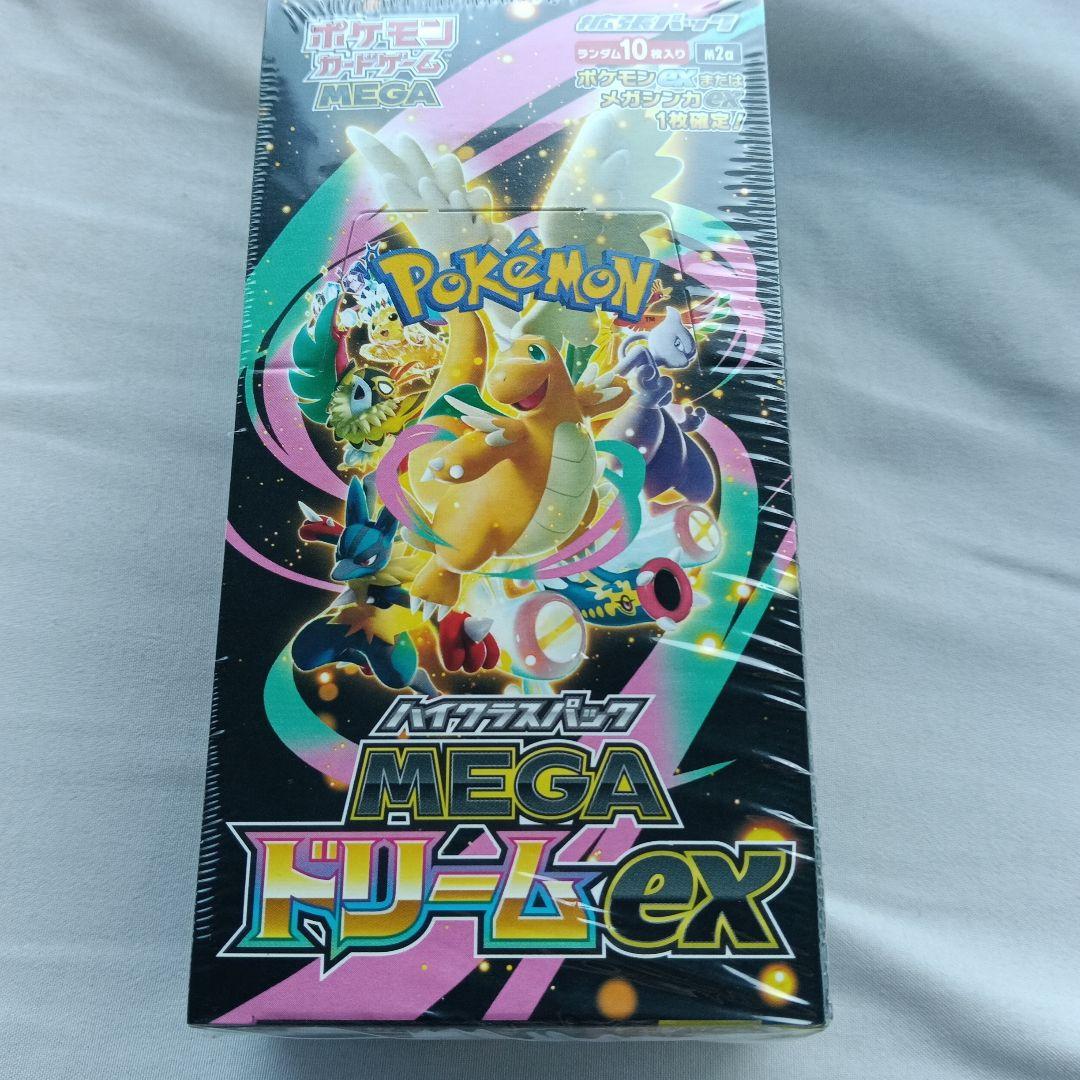 ポケモン
カードゲーム
MEGA
拡張パック
ランダム10枚入り
M2a
ポケモンexまたは
メガシンカex
1枚確定!
POKéMON
TM
ハイクラスパック
MEGA
ドリームex